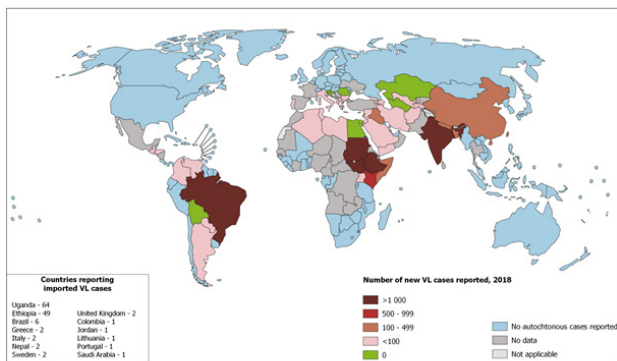 Countries reporting
imported VL cases
Uganda - 64
Ethiopia - 49
Brazil - 6
Greece - 2
Italy - 2
Nepal - 2
Sweden - 2
United Kingdom - 2
Colombia - 1
Jordan - 1
Lithuania - 1
Portugal - 1
Saudi Arabia - 1
Number of new VL cases reported, 2018
>1 000
500 - 999
100 - 499
<100
0
No autochtonous cases reported
No data
Not applicable